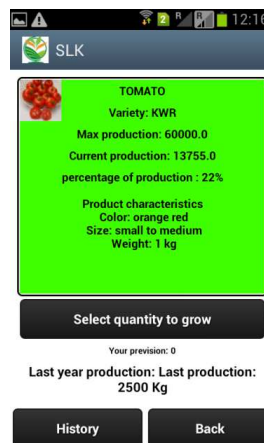 2 R R 12:16
SLK
TOMATO
Variety: KWR
Max production: 60000.0
Current production: 13755.0
percentage of production : 22%
Product characteristics
Color: orange red
Size: small to medium
Weight: 1 kg
Select quantity to grow
Your prevision: 0
Last year production: Last production:
2500 Kg
History Back